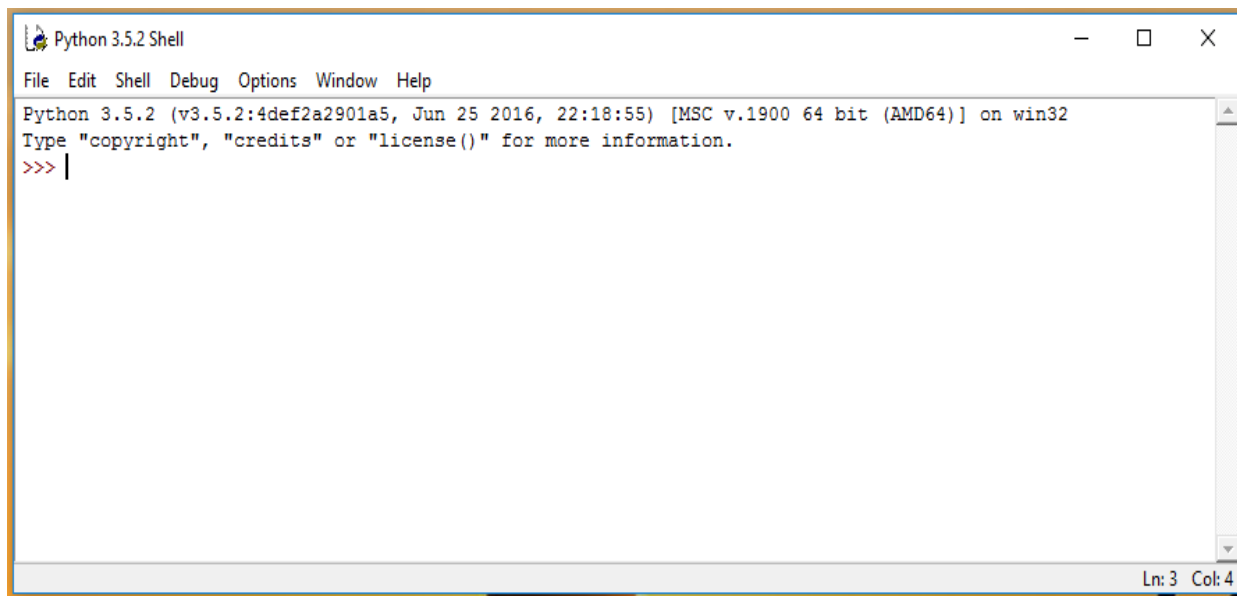 Python 3.5.2 Shell
File Edit Shell Debug Options Window Help
Python 3.5.2 (v3.5.2:4def2a2901a5, Jun 25 2016, 22:18:55) [MSC v.1900 64 bit (AMD64)] on win32
Type "copyright", "credits" or "license()" for more information.
>>>
Ln: 3 Col: 4